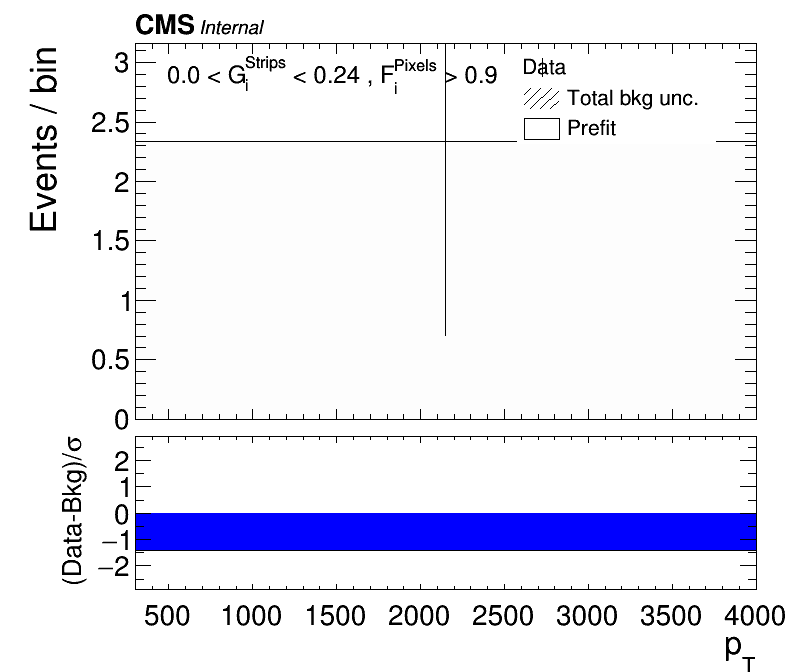 CMS Internal
0.0 < G_i^Strips < 0.24 , F_i^Pixels > 0.9
Data
Total bkg unc.
Prefit
Events / bin
3
2.5
2
1.5
1
0.5
0
(Data-Bkg)/σ
2
1
0
−1
−2
500 1000 1500 2000 2500 3000 3500 4000
p_T